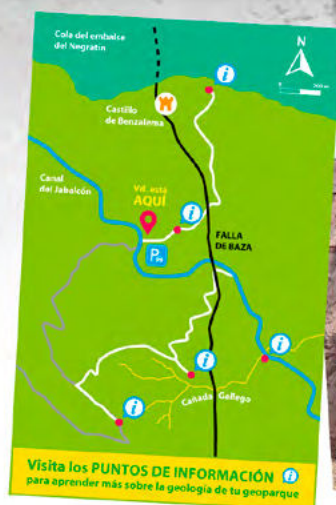 Cola del embalse
del Negratín
N
Castillo
de Benzalema
Canal
del Jabalcón
Vd. está
AQUÍ
P
FALLA
DE BAZA
Cañada Gallego
Visita los PUNTOS DE INFORMACIÓN
para aprender más sobre la geología de tu geoparque